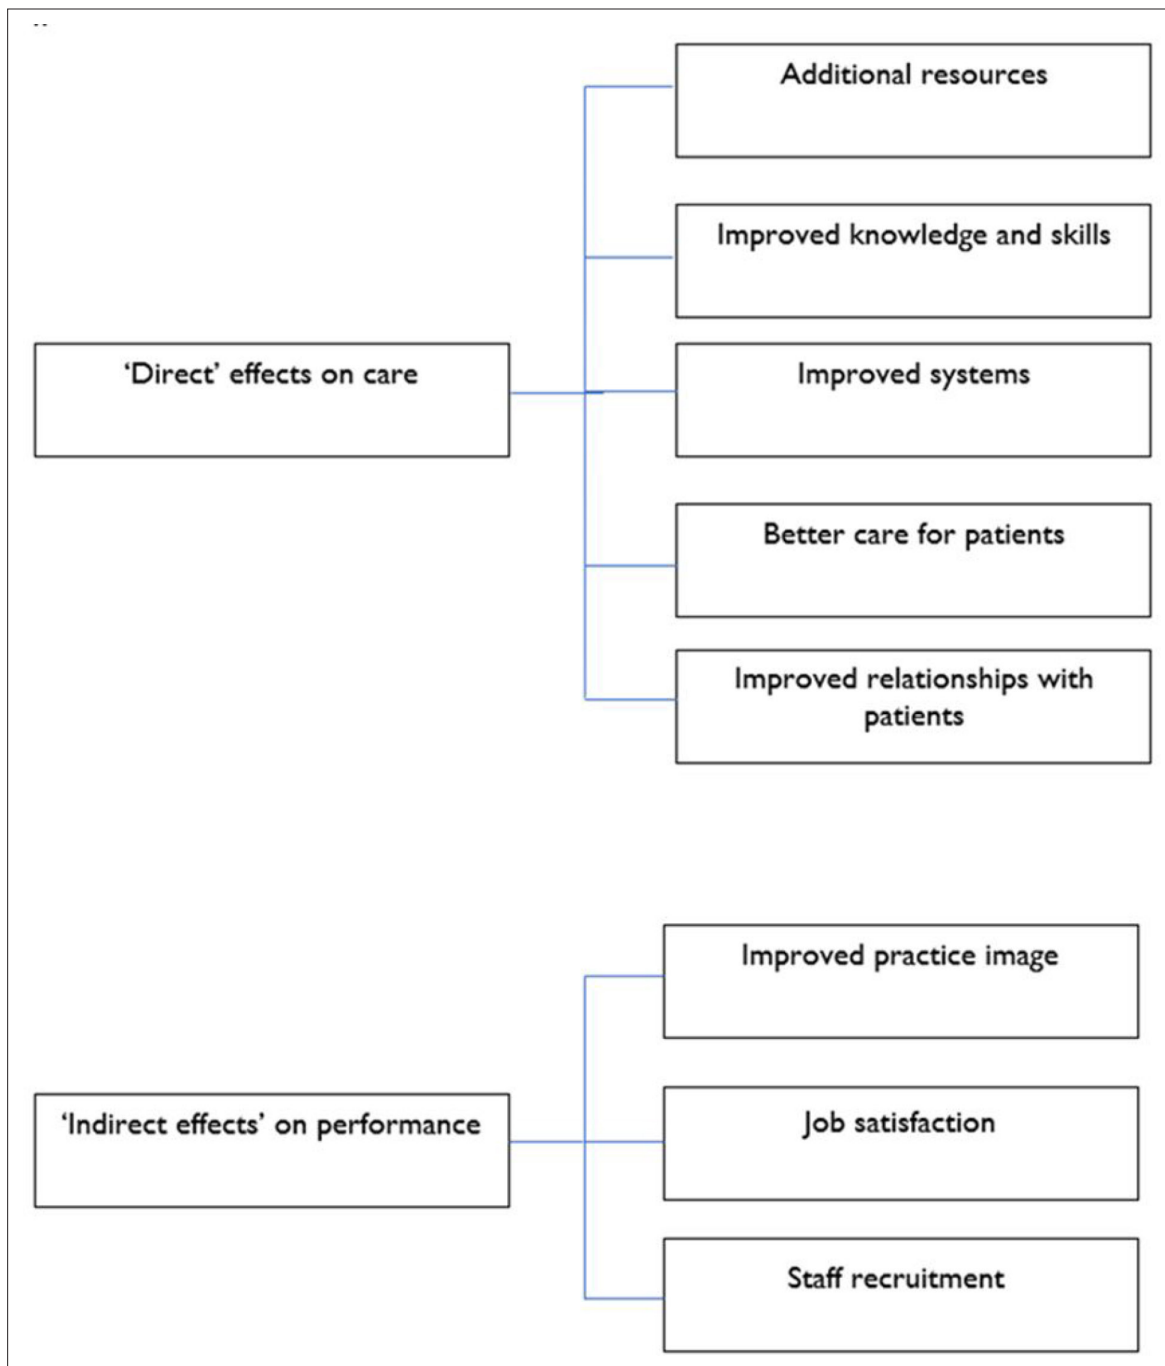 Additional resources
Improved knowledge and skills
‘Direct’ effects on care
Improved systems
Better care for patients
Improved relationships with
patients
Improved practice image
‘Indirect effects’ on performance
Job satisfaction
Staff recruitment